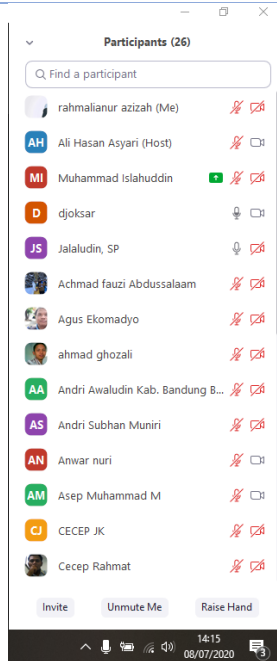 Participants (26)
Find a participant
rahmalianur azizah (Me)
AH Ali Hasan Asyari (Host)
MI Muhammad Islahuddin
D djoksar
JS Jalaludin, SP
Achmad fauzi Abdussalaam
Agus Ekomadyo
ahmad ghozali
AA Andri Awaludin Kab. Bandung B...
AS Andri Subhan Muniri
AN Anwar nuri
AM Asep Muhammad M
CJ CECEP JK
Cecep Rahmat
Invite Unmute Me Raise Hand
14:15
08/07/2020 3